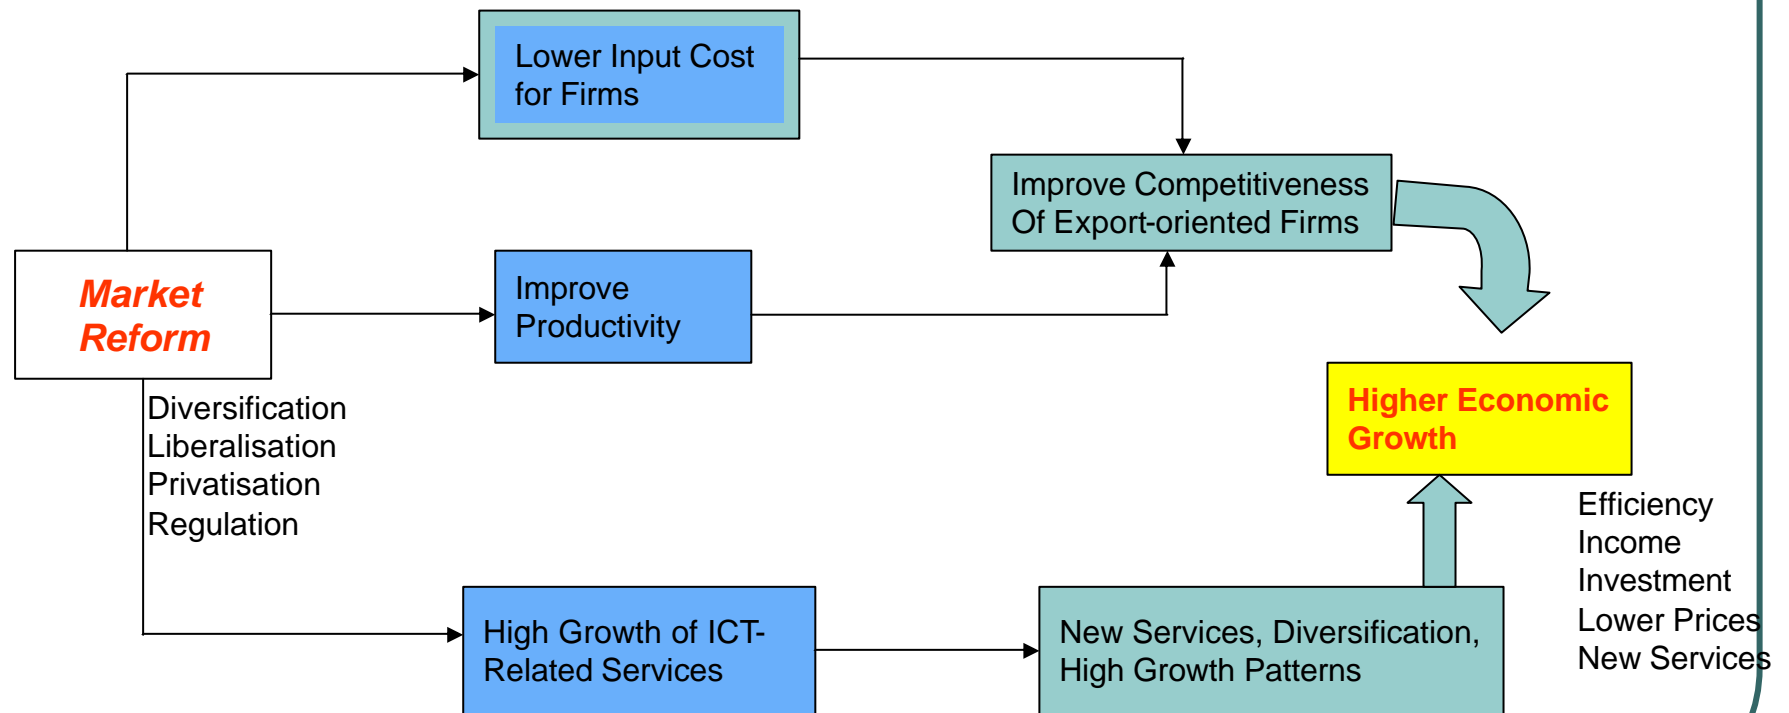 Lower Input Cost
for Firms
Improve Competitiveness
Of Export-oriented Firms
Market
Reform
Improve
Productivity
Diversification
Liberalisation
Privatisation
Regulation
Higher Economic
Growth
Efficiency
Income
Investment
Lower Prices
New Services
High Growth of ICT-
Related Services
New Services, Diversification,
High Growth Patterns